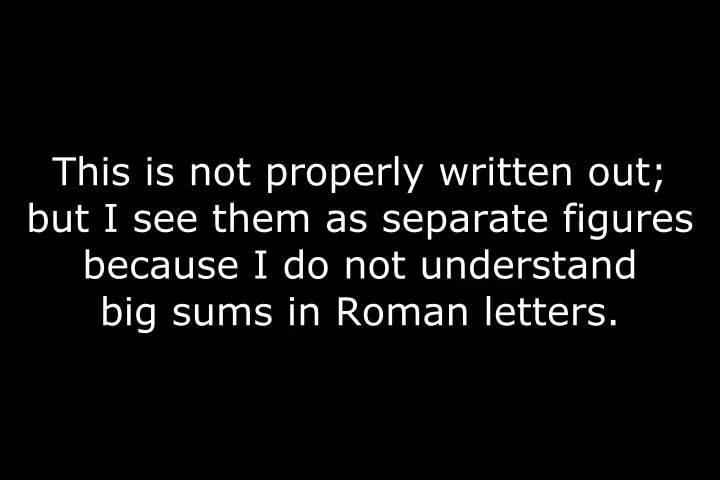 This is not properly written out;
but I see them as separate figures
because I do not understand
big sums in Roman letters.